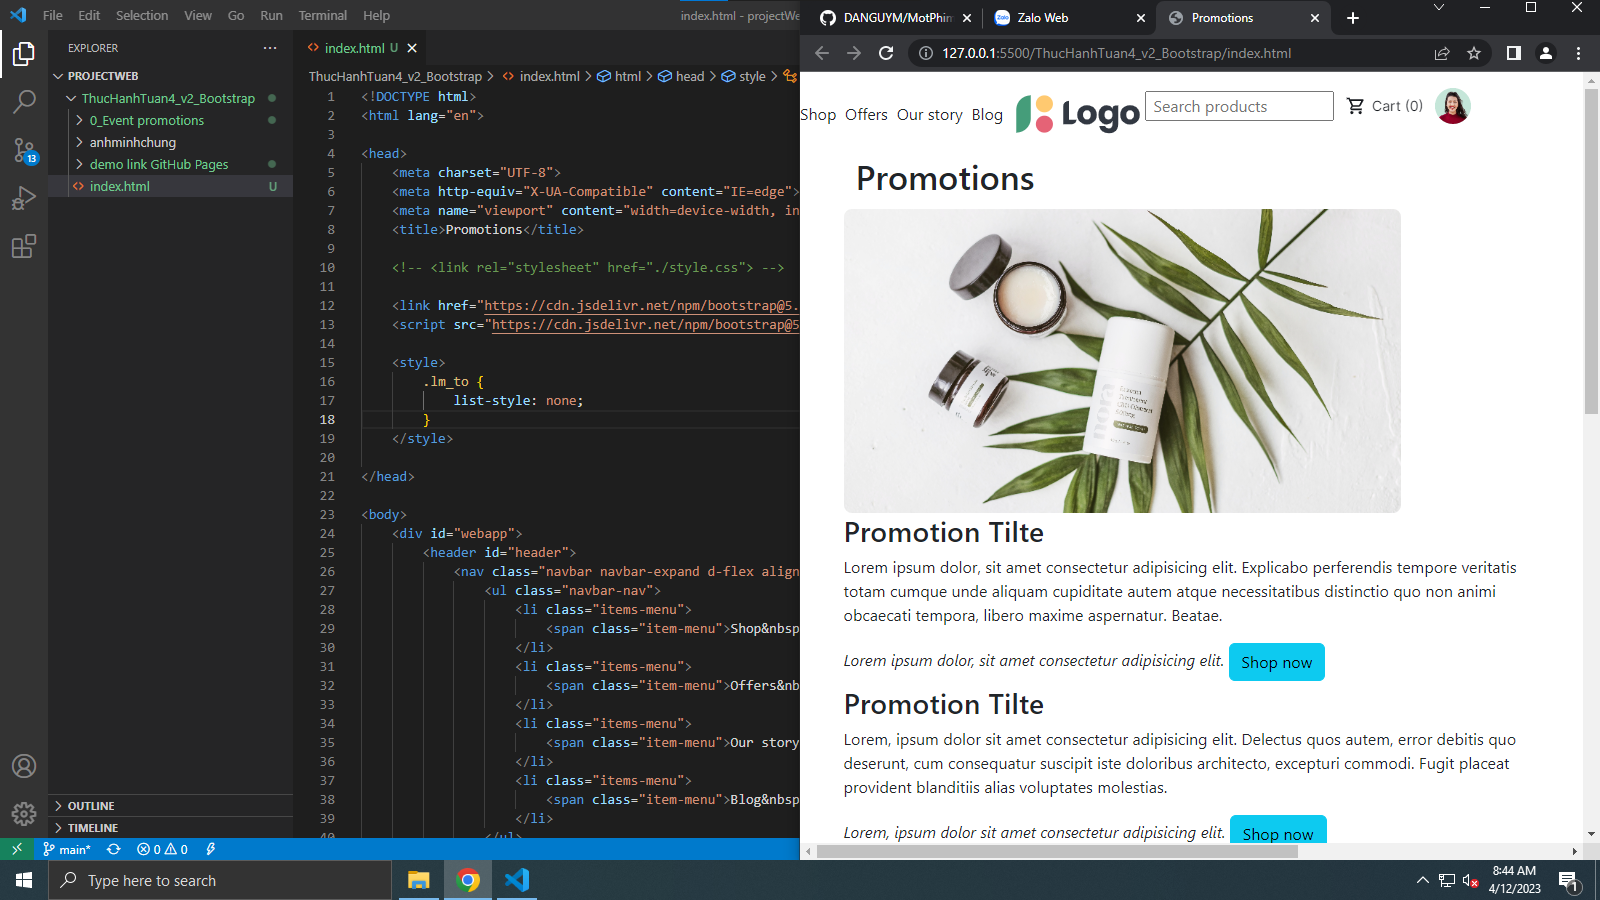 File Edit Selection View Go Run Terminal Help
index.html - projectWe
EXPLORER
PROJECTWEB
ThucHanhTuan4_v2_Bootstrap
0_Event promotions
anhminhchung
demo link GitHub Pages
index.html U
13
OUTLINE
TIMELINE
index.html U
ThucHanhTuan4_v2_Bootstrap > index.html > html > head > style >
1 <!DOCTYPE html>
2 <html lang="en">
3
4 <head>
5 <meta charset="UTF-8">
6 <meta http-equiv="X-UA-Compatible" content="IE=edge">
7 <meta name="viewport" content="width=device-width, in
8 <title>Promotions</title>
9
10 <!-- <link rel="stylesheet" href="./style.css"> -->
11
12 <link href="https://cdn.jsdelivr.net/npm/bootstrap@5.
13 <script src="https://cdn.jsdelivr.net/npm/bootstrap@5
14
15 <style>
16 .lm_to {
17 list-style: none;
18 }
19 </style>
20
21 </head>
22
23 <body>
24 <div id="webapp">
25 <header id="header">
26 <nav class="navbar navbar-expand d-flex align
27 <ul class="navbar-nav">
28 <li class="items-menu">
29 <span class="item-menu">Shop&nbsp
30 </li>
31 <li class="items-menu">
32 <span class="item-menu">Offers&nb
33 </li>
34 <li class="items-menu">
35 <span class="item-menu">Our story
36 </li>
37 <li class="items-menu">
38 <span class="item-menu">Blog&nbsp
39 </li>
40 </ul>
main* 0 0
DANGUYM/MotPhim
Zalo Web
Promotions
127.0.0.1:5500/ThucHanhTuan4_v2_Bootstrap/index.html
Shop Offers Our story Blog Logo Search products Cart (0)
Promotions
Promotion Tilte
Lorem ipsum dolor, sit amet consectetur adipisicing elit. Explicabo perferendis tempore veritatis
totam cumque unde aliquam cupiditate autem atque necessitatibus distinctio quo non animi
obcaecati tempora, libero maxime aspernatur. Beatae.
Lorem ipsum dolor, sit amet consectetur adipisicing elit. Shop now
Promotion Tilte
Lorem, ipsum dolor sit amet consectetur adipisicing elit. Delectus quos autem, error debitis quo
deserunt, cum consequatur suscipit iste doloribus architecto, excepturi commodi. Fugit placeat
provident blanditiis alias voluptates molestias.
Lorem, ipsum dolor sit amet consectetur adipisicing elit. Shop now
Type here to search
8:44 AM
4/12/2023
1